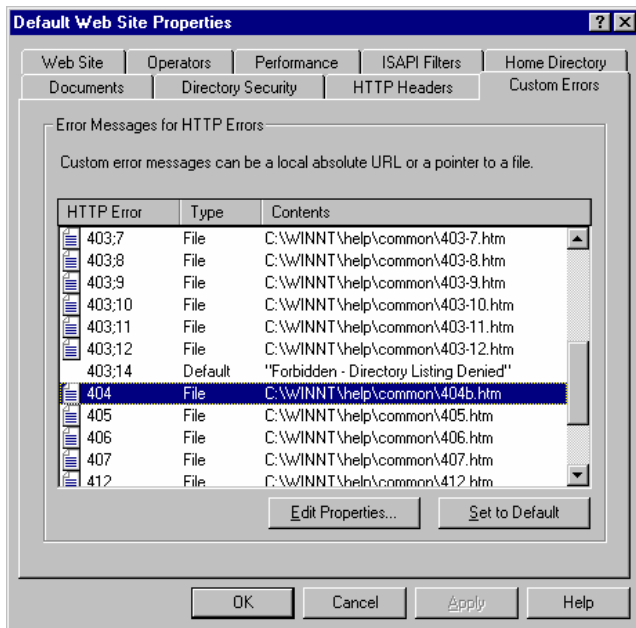 Default Web Site Properties
Web Site Operators Performance ISAPI Filters Home Directory
Documents Directory Security HTTP Headers Custom Errors
Error Messages for HTTP Errors
Custom error messages can be a local absolute URL or a pointer to a file.
HTTP Error Type Contents
403;7 File C:\WINNT\help\common\403-7.htm
403;8 File C:\WINNT\help\common\403-8.htm
403;9 File C:\WINNT\help\common\403-9.htm
403;10 File C:\WINNT\help\common\403-10.htm
403;11 File C:\WINNT\help\common\403-11.htm
403;12 File C:\WINNT\help\common\403-12.htm
403;14 Default "Forbidden - Directory Listing Denied"
404 File C:\WINNT\help\common\404b.htm
405 File C:\WINNT\help\common\405.htm
406 File C:\WINNT\help\common\406.htm
407 File C:\WINNT\help\common\407.htm
412 File C:\WINNT\help\common\412.htm
Edit Properties... Set to Default
OK Cancel Apply Help